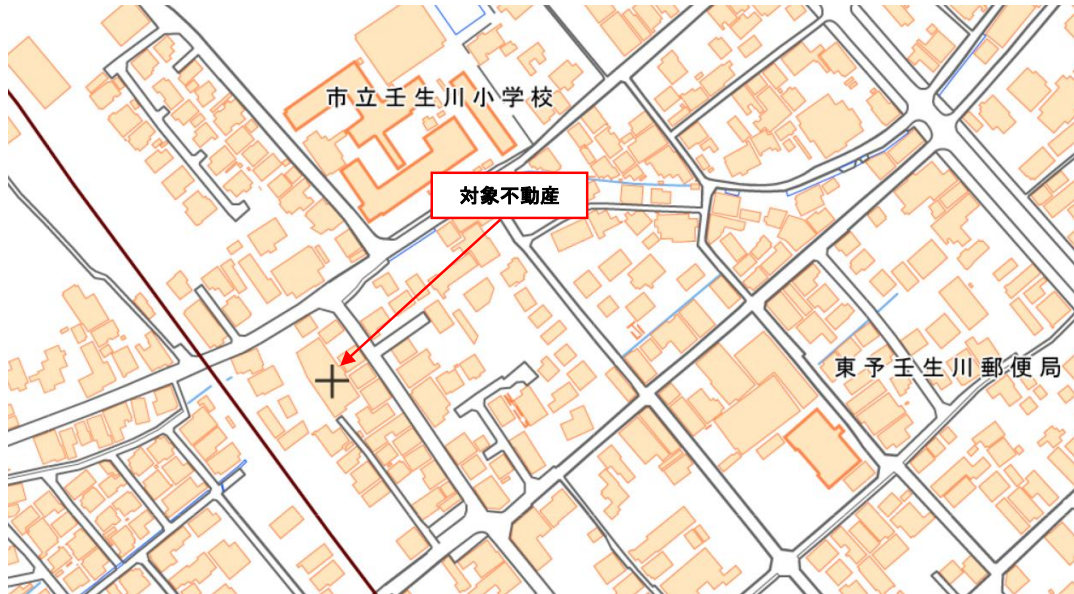 市立壬生川小学校
対象不動産
東予壬生川郵便局